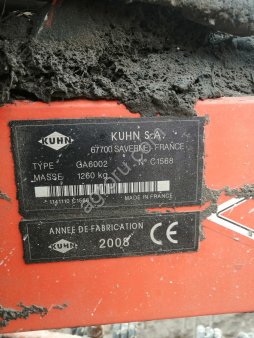 KUHN
KUHN S.A.
67700 SAVERNE - FRANCE
TYPE GA6002 N° C1568
MASSE 1260 kg
MADE IN FRANCE
ANNÉE DE FABRICATION
KUHN
2008 CE